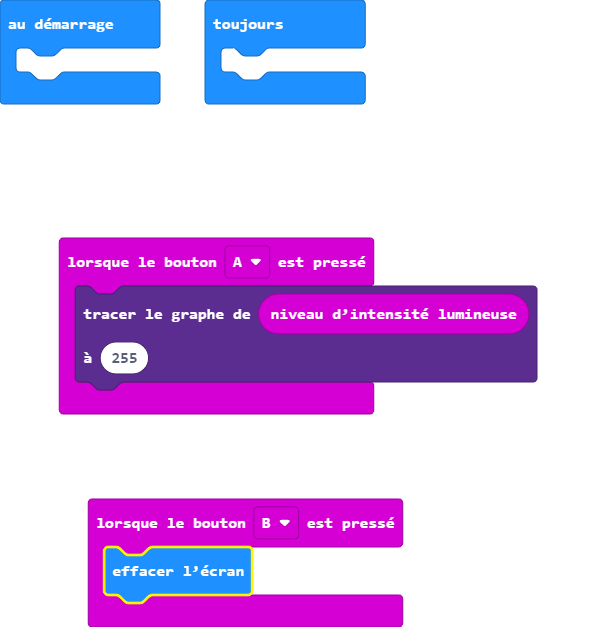 au démarrage
toujours
lorsque le bouton A est pressé
tracer le graphe de niveau d'intensité lumineuse
à 255
lorsque le bouton B est pressé
effacer l'écran